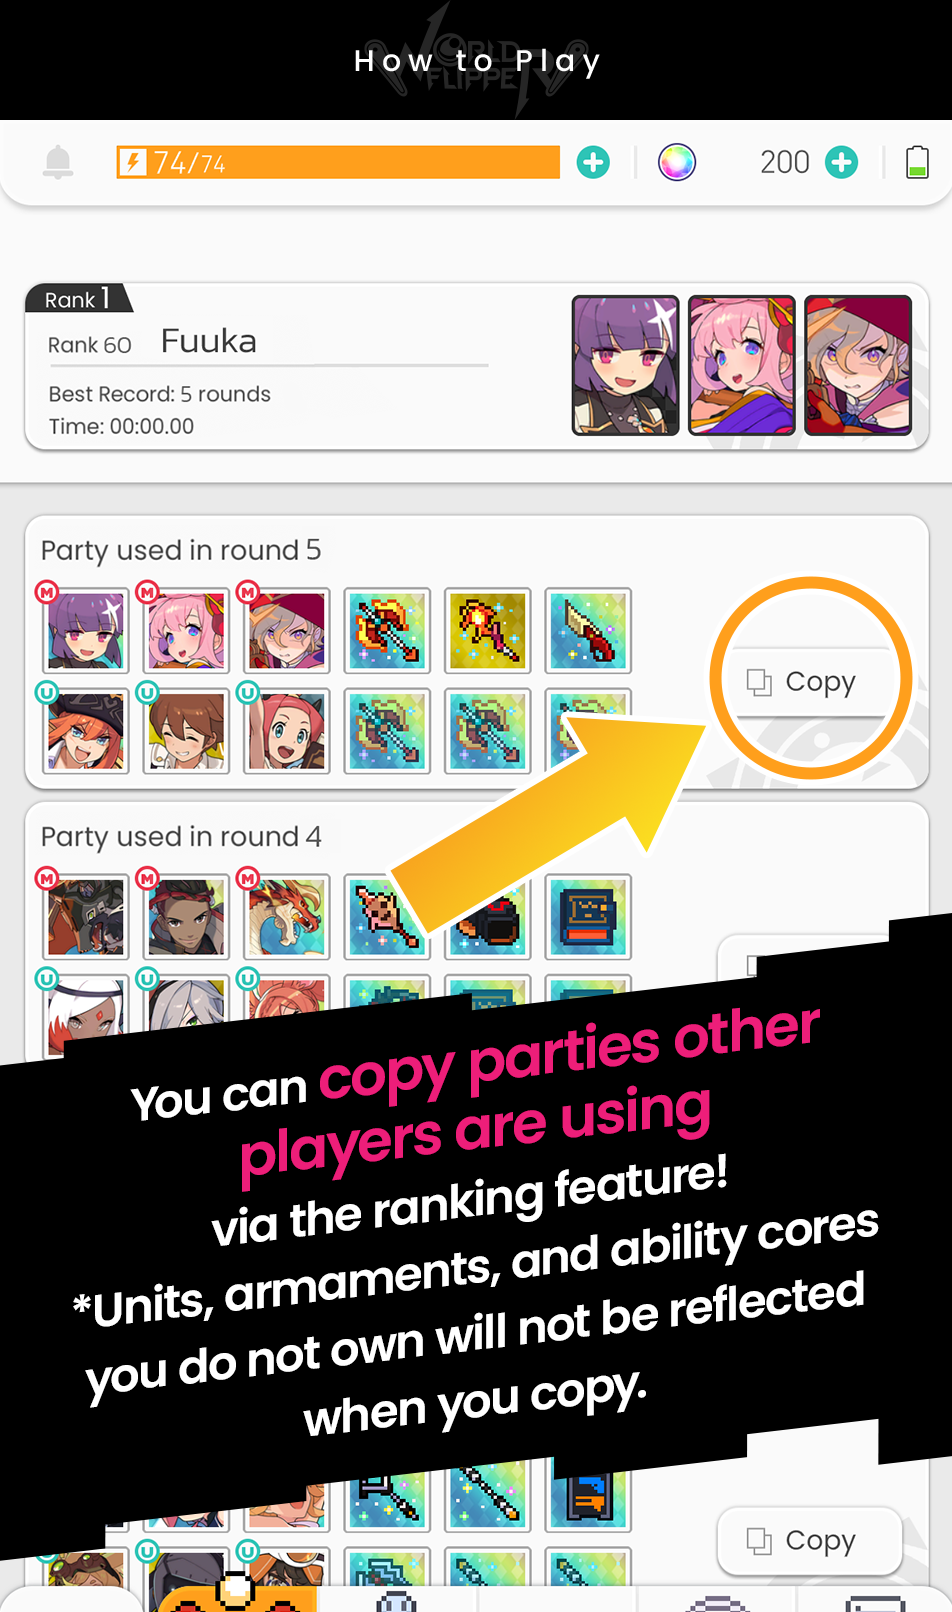 WORLD
FLIPPER
How to Play
74/74
200
Rank 1
Rank 60 Fuuka
Best Record: 5 rounds
Time: 00:00.00
Party used in round 5
M M M
U U U
Copy
Party used in round 4
M M M
U U U
You can copy parties other
players are using
via the ranking feature!
*Units, armaments, and ability cores
you do not own will not be reflected
when you copy.
Copy
U U U